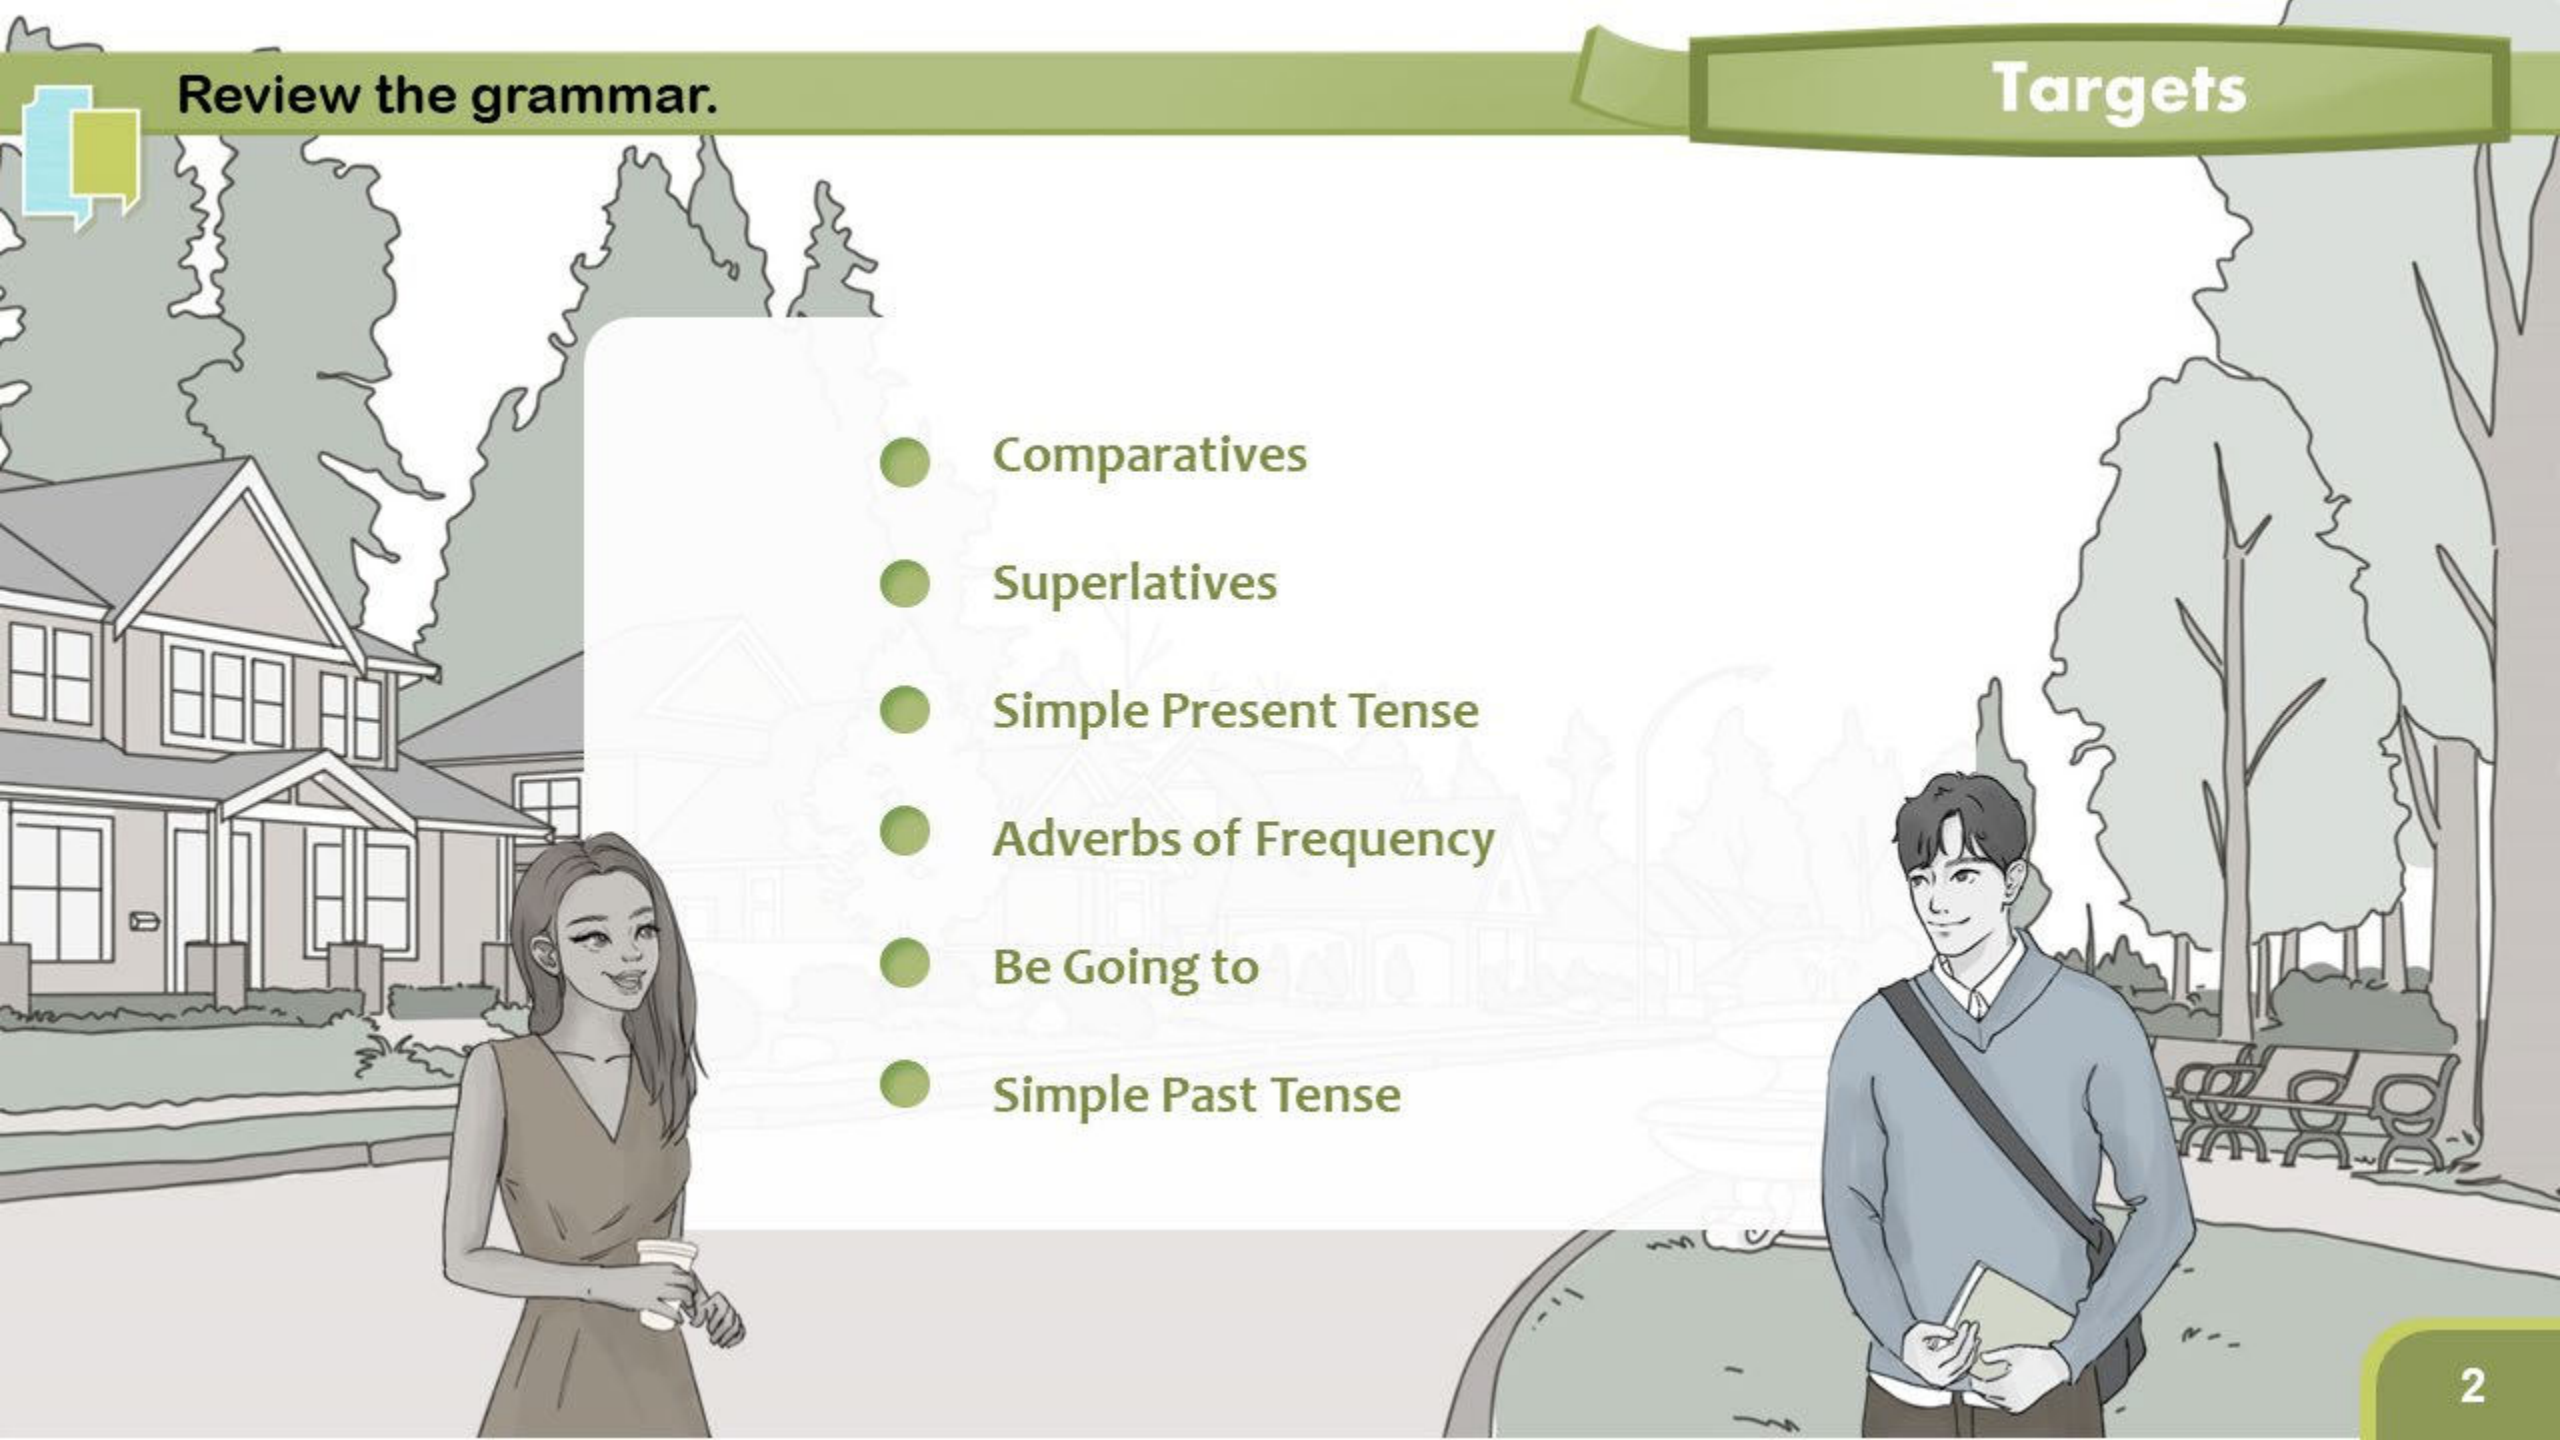 Review the grammar.
Targets
Comparatives
Superlatives
Simple Present Tense
Adverbs of Frequency
Be Going to
Simple Past Tense
2